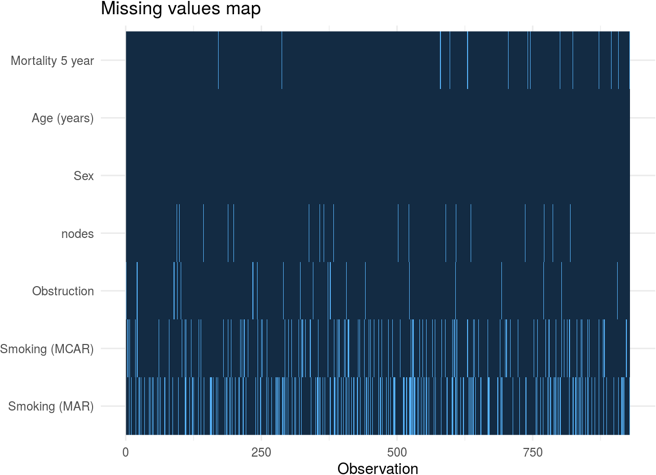 Missing values map
Mortality 5 year
Age (years)
Sex
nodes
Obstruction
Smoking (MCAR)
Smoking (MAR)
0 250 500 750
Observation